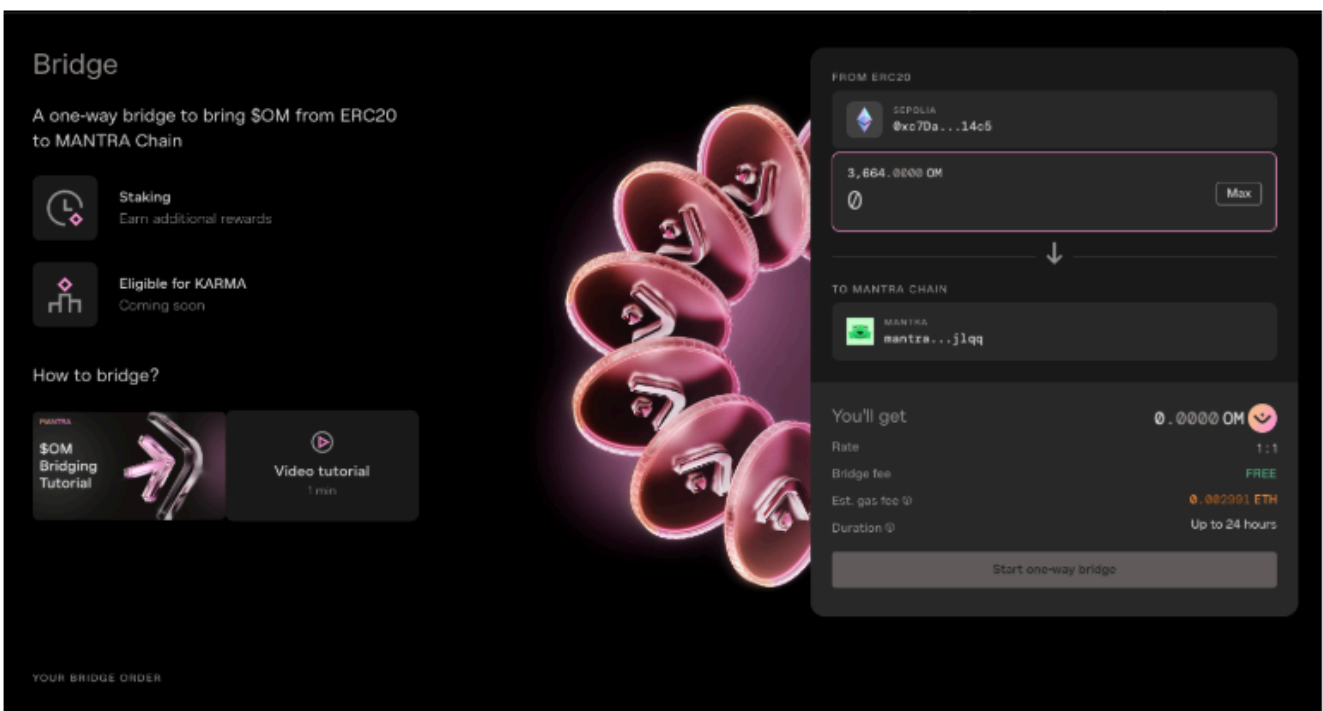 Bridge
A one-way bridge to bring $OM from ERC20
to MANTRA Chain
Staking
Earn additional rewards
Eligible for KARMA
Coming soon
How to bridge?
MANTRA
$OM
Bridging
Tutorial
Video tutorial
1 min
FROM ERC20
SEPOLIA
0xc7Da...14c5
3,664.0000 OM
0
Max
TO MANTRA CHAIN
MANTRA
mantra...jlqq
You'll get
0.0000 OM
Rate
1:1
Bridge fee
FREE
Est. gas fee
0.002991 ETH
Duration
Up to 24 hours
Start one-way bridge
YOUR BRIDGE ORDER